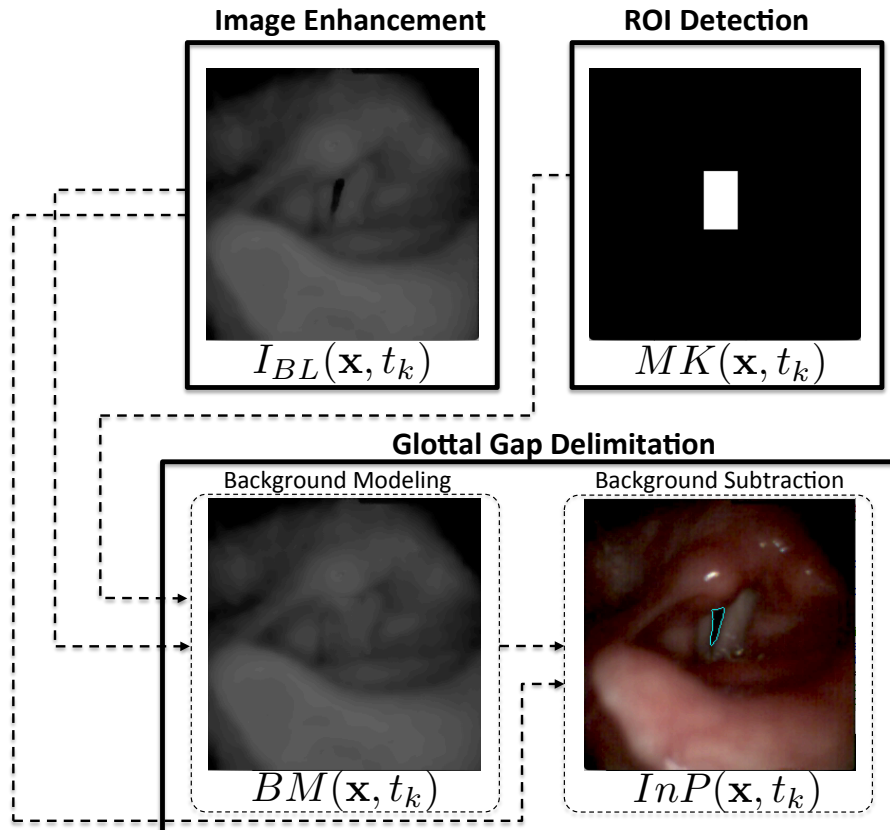 Image Enhancement
ROI Detection
I_{BL}(𝐱, t_k)
MK(𝐱, t_k)
Glottal Gap Delimitation
Background Modeling
Background Subtraction
BM(𝐱, t_k)
InP(𝐱, t_k)